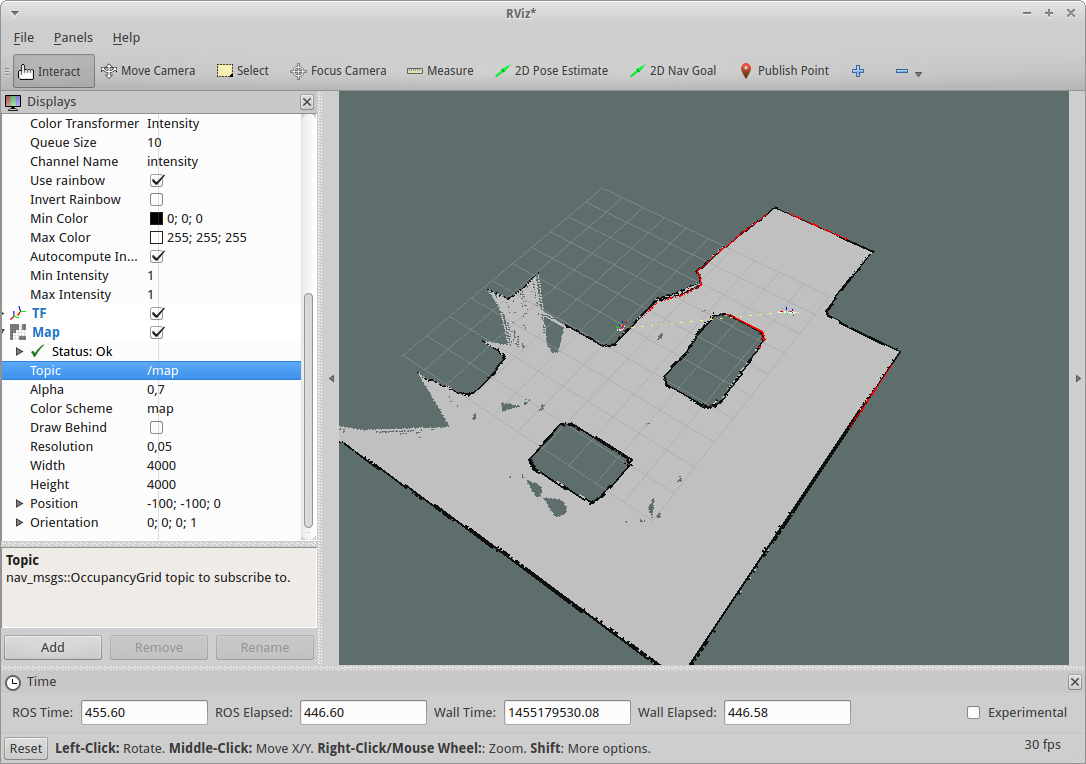 RViz*
File Panels Help
Interact Move Camera Select Focus Camera Measure 2D Pose Estimate 2D Nav Goal Publish Point
Displays
Color Transformer Intensity
Queue Size 10
Channel Name intensity
Use rainbow
Invert Rainbow
Min Color 0; 0; 0
Max Color 255; 255; 255
Autocompute In...
Min Intensity 1
Max Intensity 1
TF
Map
Status: Ok
Topic /map
Alpha 0,7
Color Scheme map
Draw Behind
Resolution 0,05
Width 4000
Height 4000
Position -100; -100; 0
Orientation 0; 0; 0; 1
Topic
nav_msgs::OccupancyGrid topic to subscribe to.
Add Remove Rename
Time
ROS Time: 455.60 ROS Elapsed: 446.60 Wall Time: 1455179530.08 Wall Elapsed: 446.58 Experimental
Reset Left-Click: Rotate. Middle-Click: Move X/Y. Right-Click/Mouse Wheel:: Zoom. Shift: More options. 30 fps